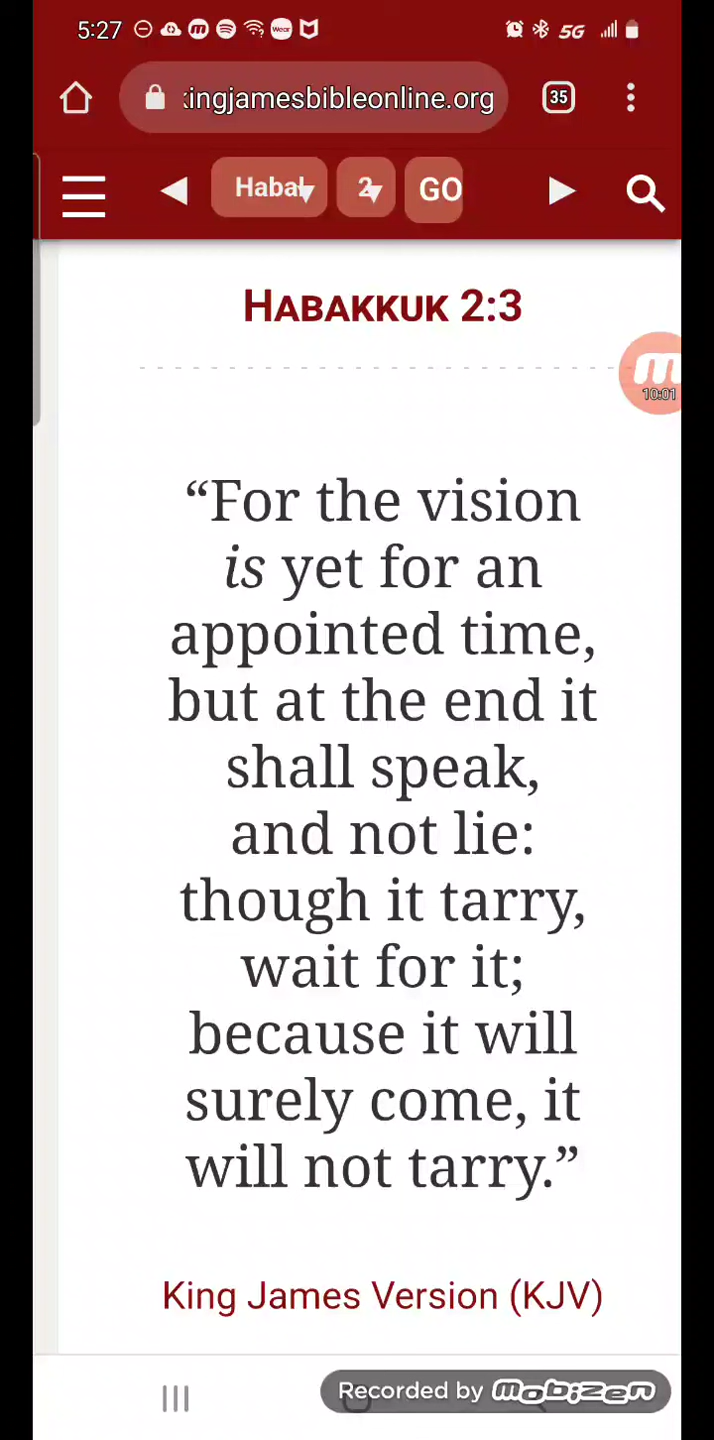 5:27 5G
:ingjamesbibleonline.org 35
Habal 2 GO
HABAKKUK 2:3
10:01
“For the vision
is yet for an
appointed time,
but at the end it
shall speak,
and not lie:
though it tarry,
wait for it;
because it will
surely come, it
will not tarry.”
King James Version (KJV)
Recorded by mobizen